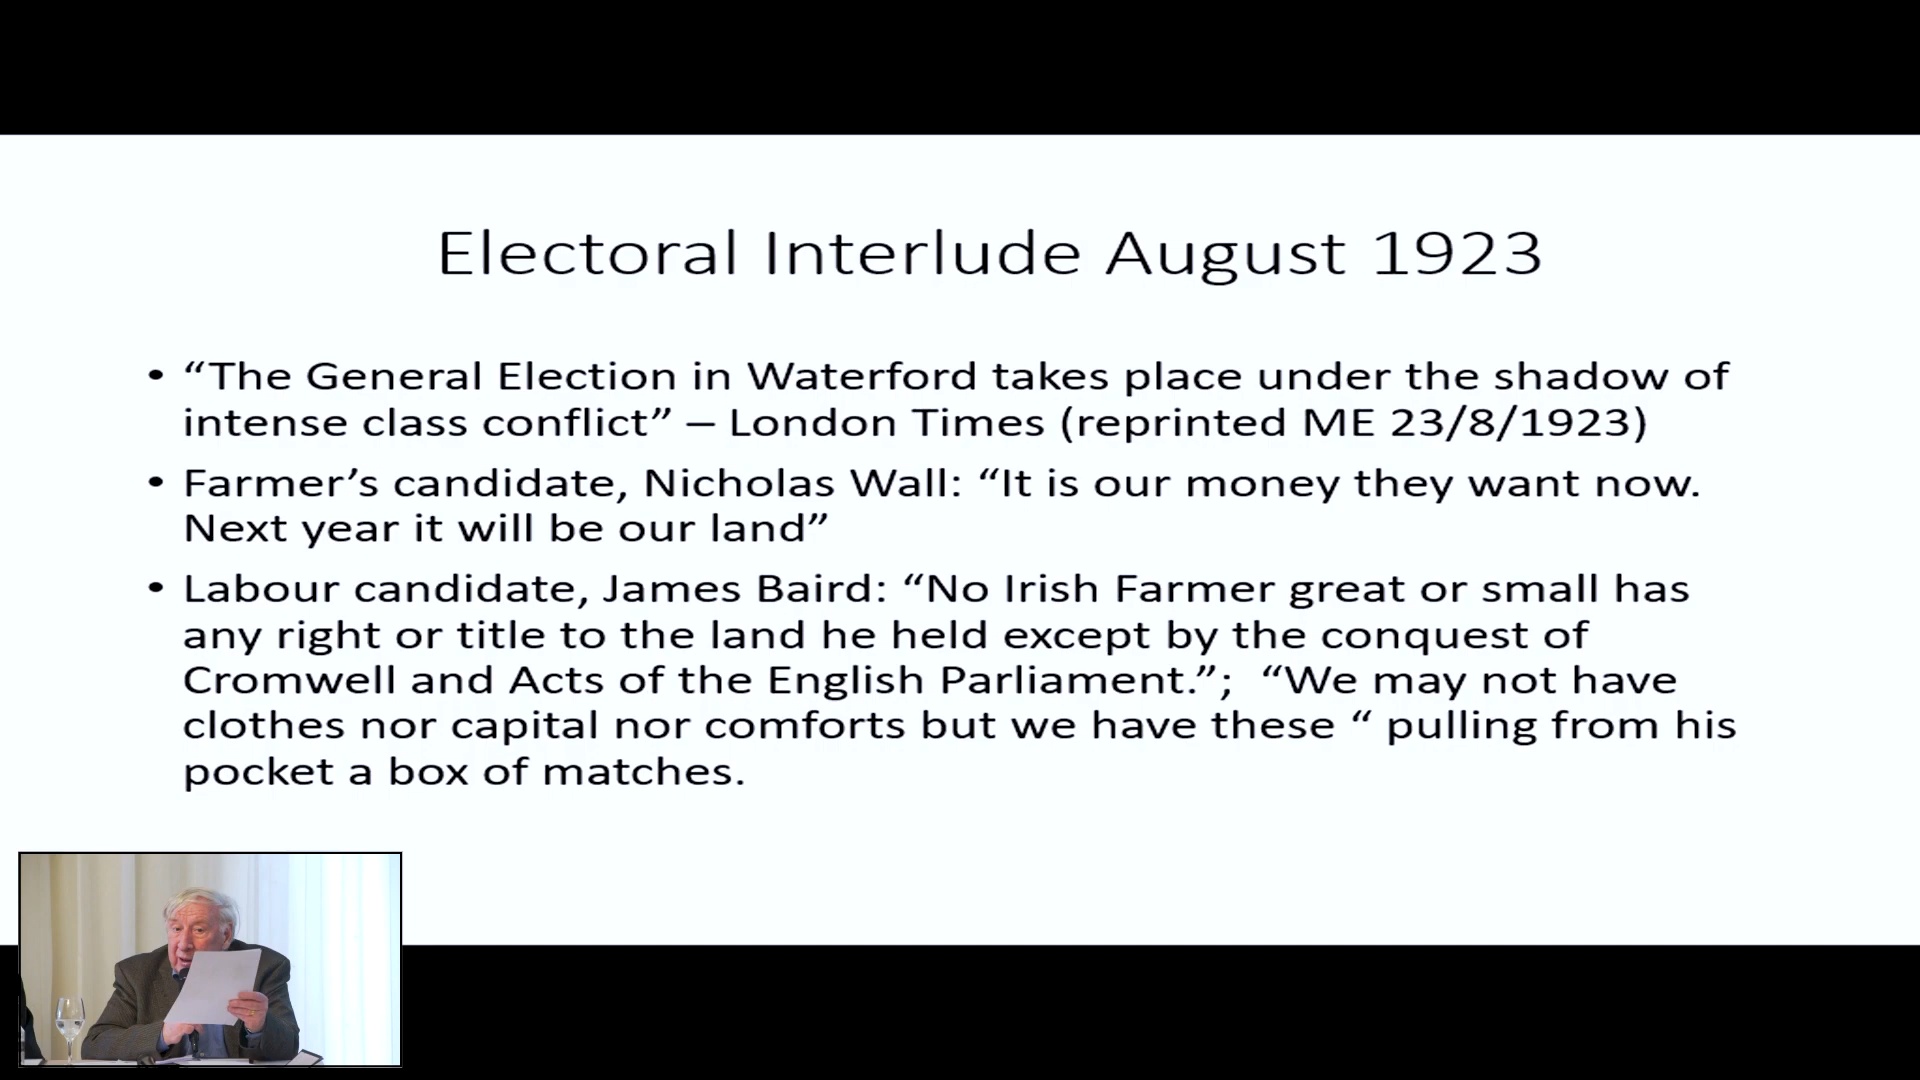 Electoral Interlude August 1923
• “The General Election in Waterford takes place under the shadow of
intense class conflict” – London Times (reprinted ME 23/8/1923)
• Farmer’s candidate, Nicholas Wall: “It is our money they want now.
Next year it will be our land”
• Labour candidate, James Baird: “No Irish Farmer great or small has
any right or title to the land he held except by the conquest of
Cromwell and Acts of the English Parliament.”;  “We may not have
clothes nor capital nor comforts but we have these “ pulling from his
pocket a box of matches.